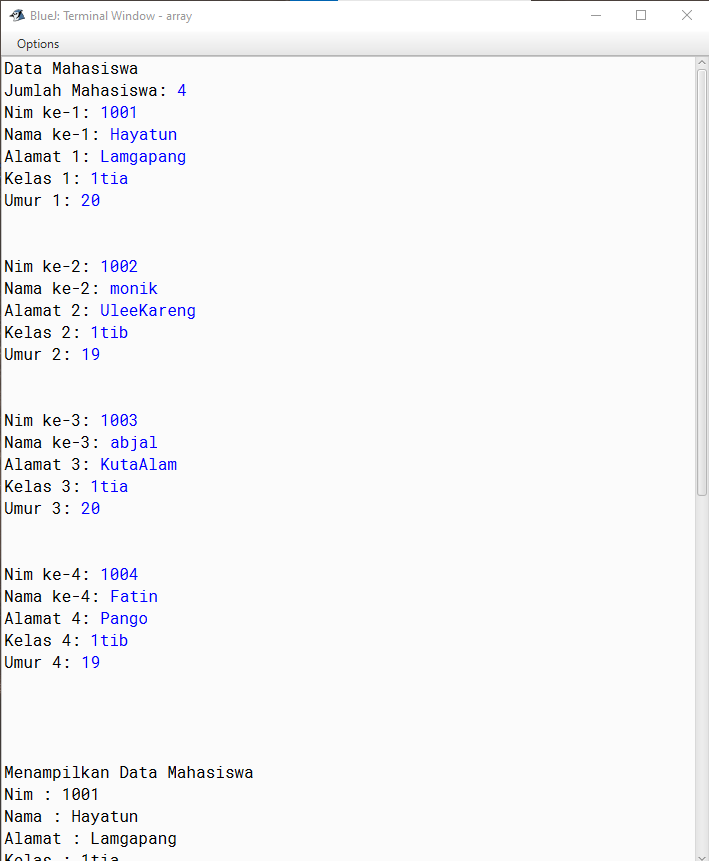 BlueJ: Terminal Window - array
Options
Data Mahasiswa
Jumlah Mahasiswa: 4
Nim ke-1: 1001
Nama ke-1: Hayatun
Alamat 1: Lamgapang
Kelas 1: 1tia
Umur 1: 20
Nim ke-2: 1002
Nama ke-2: monik
Alamat 2: UleeKareng
Kelas 2: 1tib
Umur 2: 19
Nim ke-3: 1003
Nama ke-3: abjal
Alamat 3: KutaAlam
Kelas 3: 1tia
Umur 3: 20
Nim ke-4: 1004
Nama ke-4: Fatin
Alamat 4: Pango
Kelas 4: 1tib
Umur 4: 19
Menampilkan Data Mahasiswa
Nim : 1001
Nama : Hayatun
Alamat : Lamgapang
Kelas : 1tia